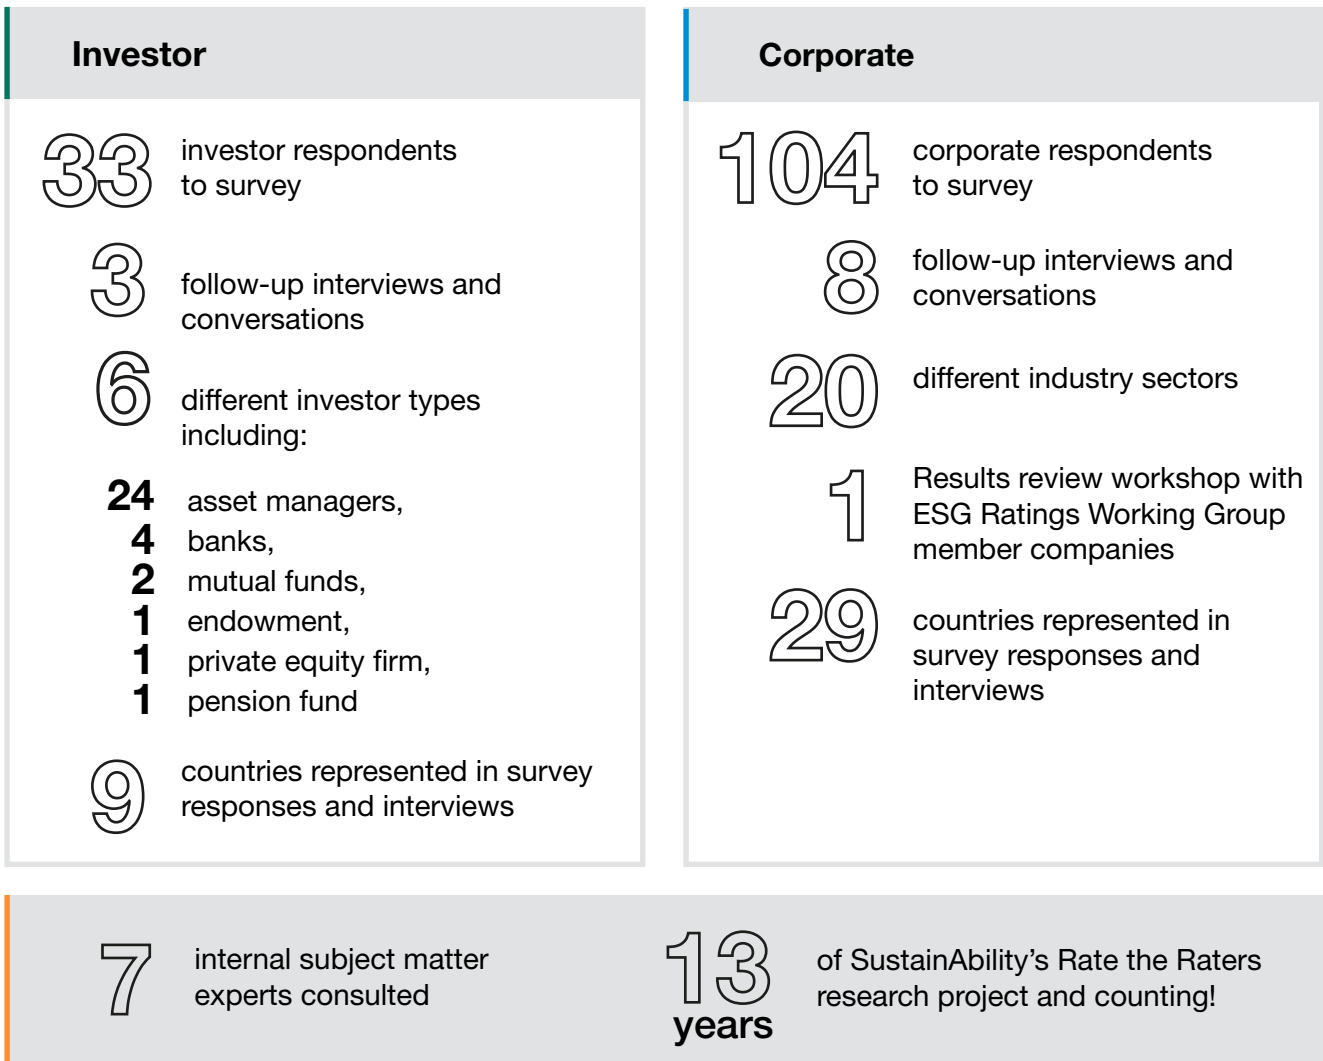 Investor
33 investor respondents
to survey
3 follow-up interviews and
conversations
6 different investor types
including:
24 asset managers,
4 banks,
2 mutual funds,
1 endowment,
1 private equity firm,
1 pension fund
9 countries represented in survey
responses and interviews
Corporate
104 corporate respondents
to survey
8 follow-up interviews and
conversations
20 different industry sectors
1 Results review workshop with
ESG Ratings Working Group
member companies
29 countries represented in
survey responses and
interviews
7 internal subject matter
experts consulted
13 years
of SustainAbility’s Rate the Raters
research project and counting!